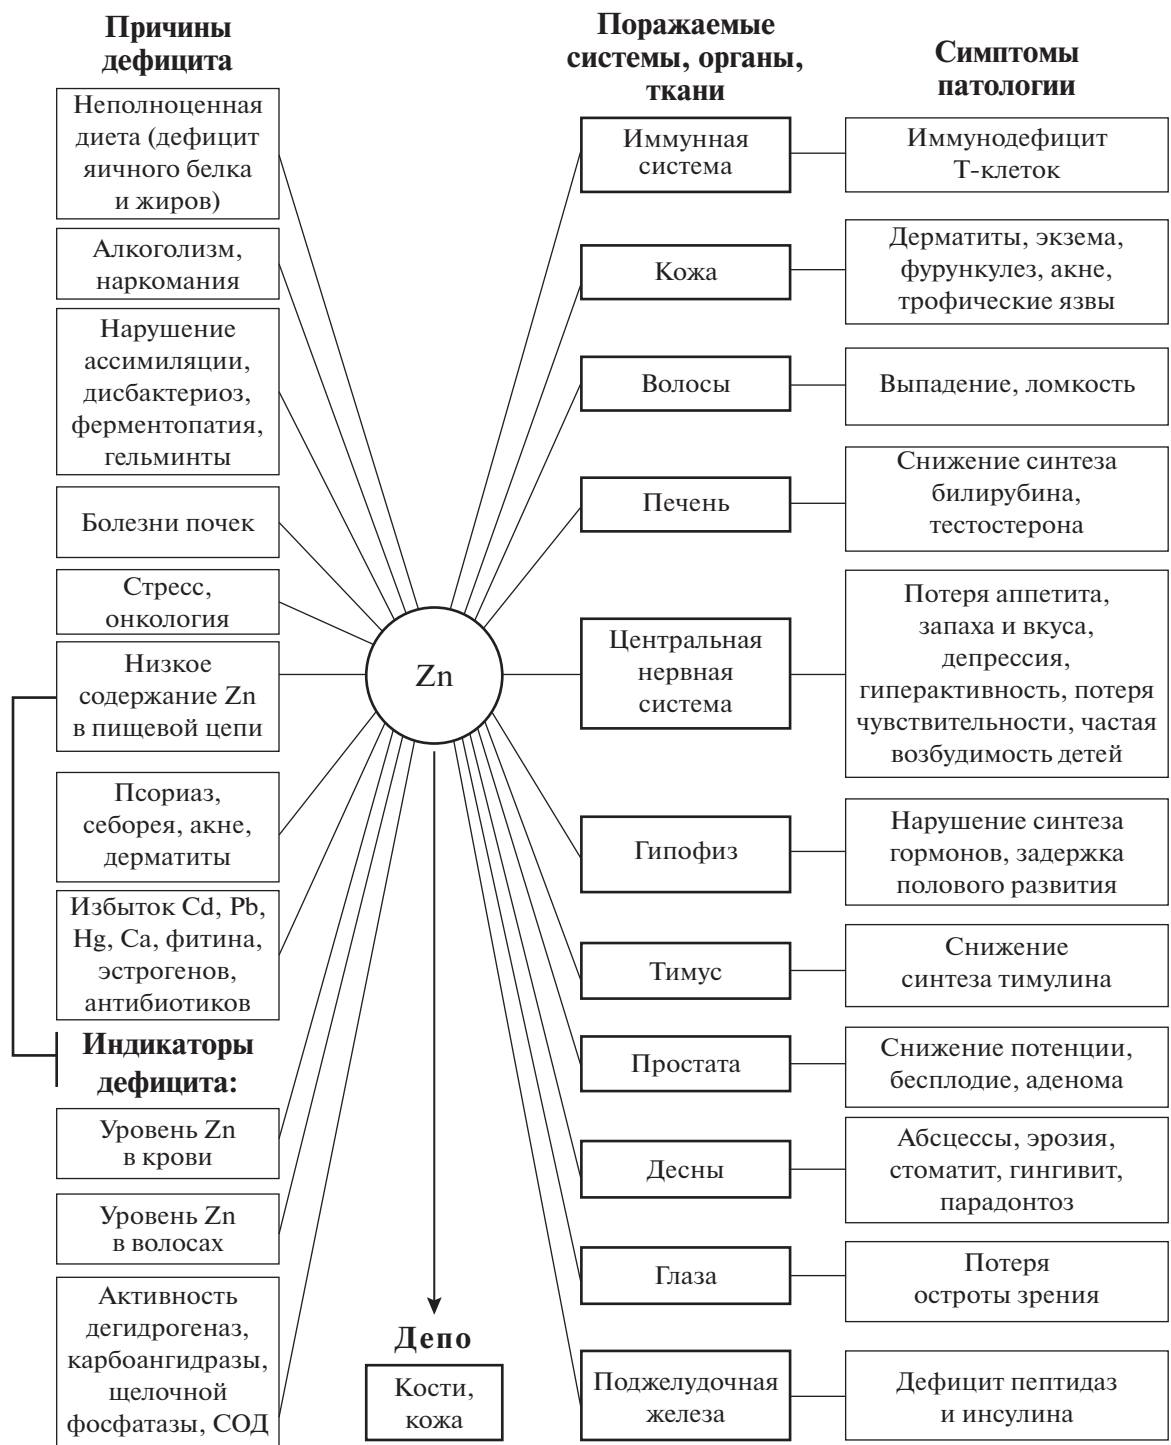 Причины
дефицита
Неполноценная
диета (дефицит
яичного белка
и жиров)
Алкоголизм,
наркомания
Нарушение
ассимиляции,
дисбактериоз,
ферментопатия,
гельминты
Болезни почек
Стресс,
онкология
Низкое
содержание Zn
в пищевой цепи
Псориаз,
себорея, акне,
дерматиты
Избыток Cd, Pb,
Hg, Ca, фитина,
эстрогенов,
антибиотиков
Индикаторы
дефицита:
Уровень Zn
в крови
Уровень Zn
в волосах
Активность
дегидрогеназ,
карбоангидразы,
щелочной
фосфатазы, СОД
Zn
Депо
Кости,
кожа
Поражаемые
системы, органы,
ткани
Симптомы
патологии
Иммунная
система
Иммунодефицит
Т-клеток
Кожа
Дерматиты, экзема,
фурункулез, акне,
трофические язвы
Волосы
Выпадение, ломкость
Печень
Снижение синтеза
билирубина,
тестостерона
Центральная
нервная
система
Потеря аппетита,
запаха и вкуса,
депрессия,
гиперактивность, потеря
чувствительности, частая
возбудимость детей
Гипофиз
Нарушение синтеза
гормонов, задержка
полового развития
Тимус
Снижение
синтеза тимулина
Простата
Снижение потенции,
бесплодие, аденома
Десны
Абсцессы, эрозия,
стоматит, гингивит,
парадонтоз
Глаза
Потеря
остроты зрения
Поджелудочная
железа
Дефицит пептидаз
и инсулина